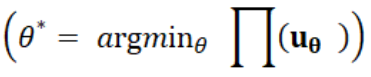 (θ* = argmin_θ ∏(𝐮_𝛉 ))